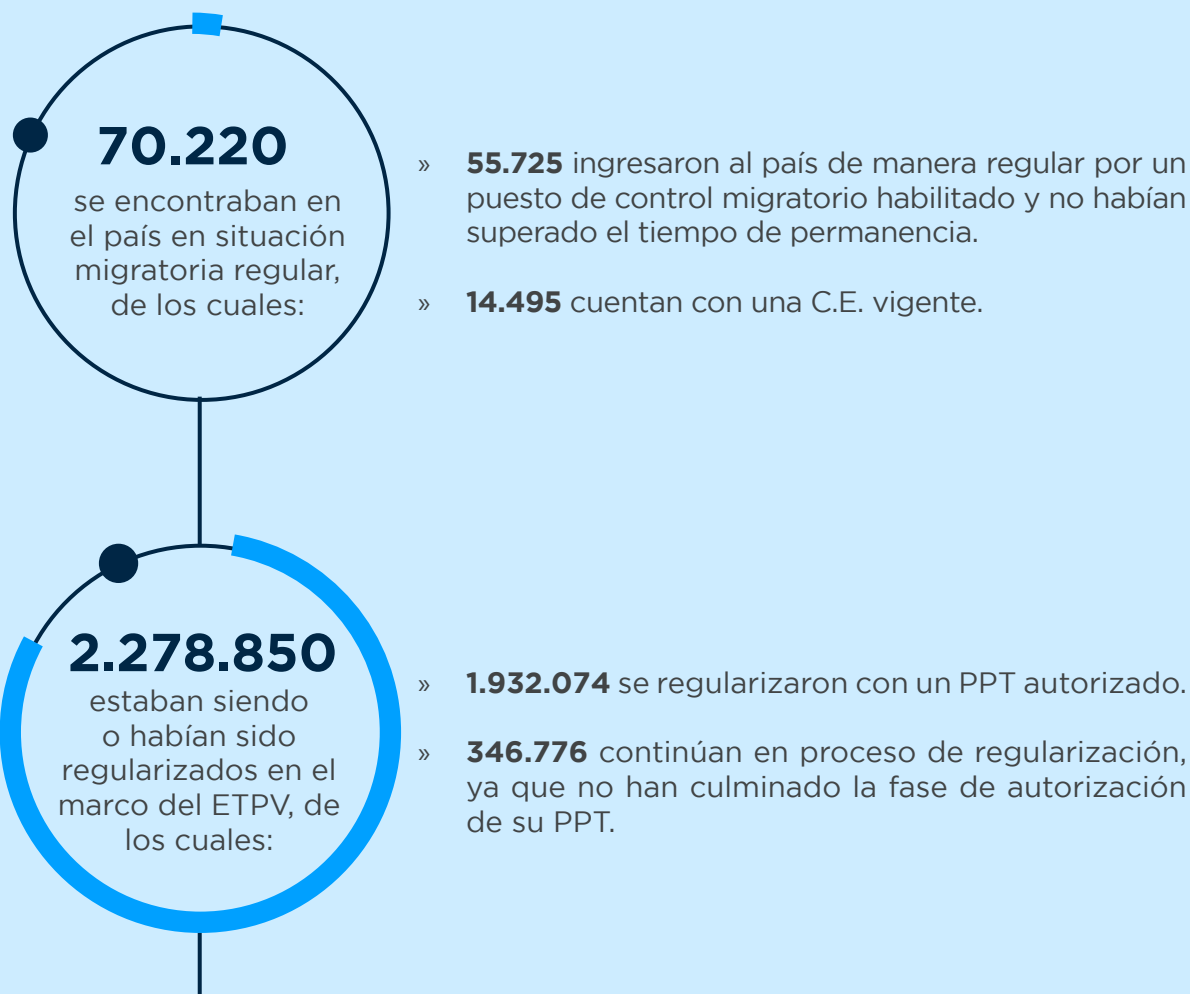 70.220
se encontraban en
el país en situación
migratoria regular,
de los cuales:
» 55.725 ingresaron al país de manera regular por un
puesto de control migratorio habilitado y no habían
superado el tiempo de permanencia.
» 14.495 cuentan con una C.E. vigente.
2.278.850
estaban siendo
o habían sido
regularizados en el
marco del ETPV, de
los cuales:
» 1.932.074 se regularizaron con un PPT autorizado.
» 346.776 continúan en proceso de regularización,
ya que no han culminado la fase de autorización
de su PPT.